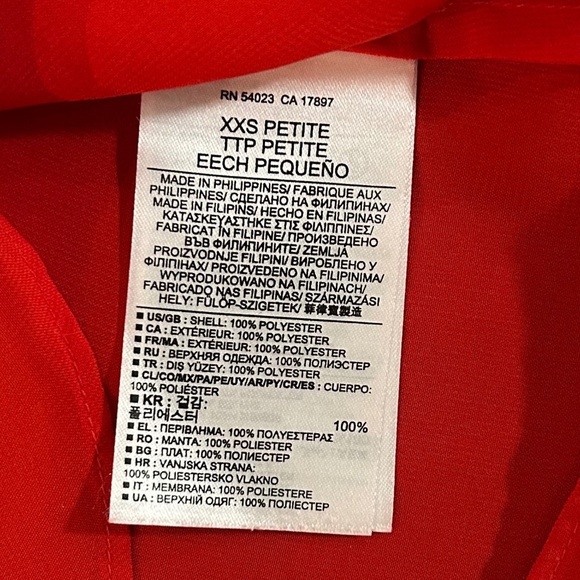 RN 54023 CA 17897
XXS PETITE
TTP PETITE
EECH PEQUEÑO
MADE IN PHILIPPINES/ FABRIQUE AUX
PHILIPPINES/ СДЕЛАНО НА ФИЛИПИНАХ/
MADE IN FILIPINS/ HECHO EN FILIPINAS/
ΚΑΤΑΣΚΕΥΑΣΤΗΚΕ ΣΤΙΣ ΦΙΛΙΠΠΙΝΕΣ/
FABRICAT IN FILIPINE/ ПРОИЗВЕДЕНО
ВЪВ ФИЛИПИНИТЕ/ ZEMLJA
PROIZVODNJE FILIPINI/ ВИРОБЛЕНО У
ФІЛІПІНАХ/ PROIZVEDENO NA FILIPINIMA/
WYPRODUKOWANO NA FILIPINACH/
FABRICADO NAS FILIPINAS/ SZÁRMAZÁSI
HELY: FÜLÖP-SZIGETEK/ 菲律賓製造
■ US/GB : SHELL: 100% POLYESTER
■ CA : EXTÉRIEUR: 100% POLYESTER
■ FR/MA : EXTÉRIEUR: 100% POLYESTER
■ RU : ВЕРХНЯЯ ОДЕЖДА: 100% ПОЛИЭСТЕР
■ TR : DIŞ YÜZEY: 100% POLYESTER
■ CL/CO/MX/PA/PE/UY/AR/PY/CR/ES : CUERPO:
100% POLIÉSTER
■ KR : 겉감:
폴리에스터 100%
■ EL : ΠΕΡΙΒΛΗΜΑ: 100% ΠΟΛΥΕΣΤΕΡΑΣ
■ RO : MANTA: 100% POLIESTER
■ BG : ПЛАТ: 100% ПОЛИЕСТЕР
■ HR : VANJSKA STRANA:
100% POLIESTERSKO VLAKNO
■ IT : MEMBRANA: 100% POLIESTERE
■ UA : ВЕРХНІЙ ОДЯГ: 100% ПОЛІЕСТЕР